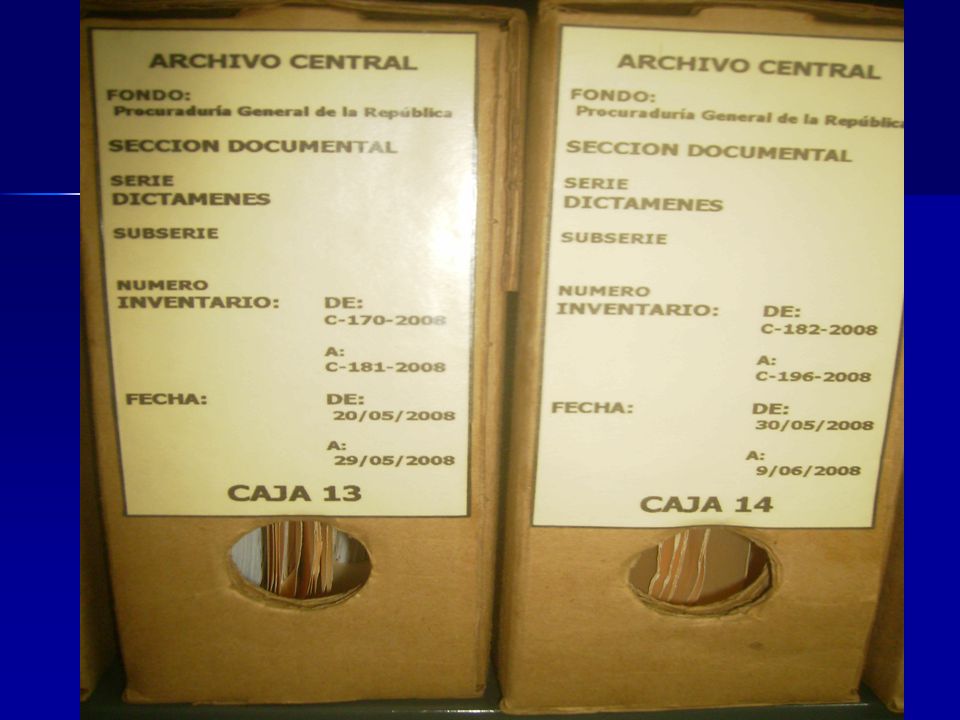 ARCHIVO CENTRAL
FONDO:
Procuraduría General de la República
SECCION DOCUMENTAL
SERIE
DICTAMENES
SUBSERIE
NUMERO
INVENTARIO: DE:
C-170-2008
A:
C-181-2008
FECHA: DE:
20/05/2008
A:
29/05/2008
CAJA 13
ARCHIVO CENTRAL
FONDO:
Procuraduría General de la República
SECCION DOCUMENTAL
SERIE
DICTAMENES
SUBSERIE
NUMERO
INVENTARIO: DE:
C-182-2008
A:
C-196-2008
FECHA: DE:
30/05/2008
A:
9/06/2008
CAJA 14